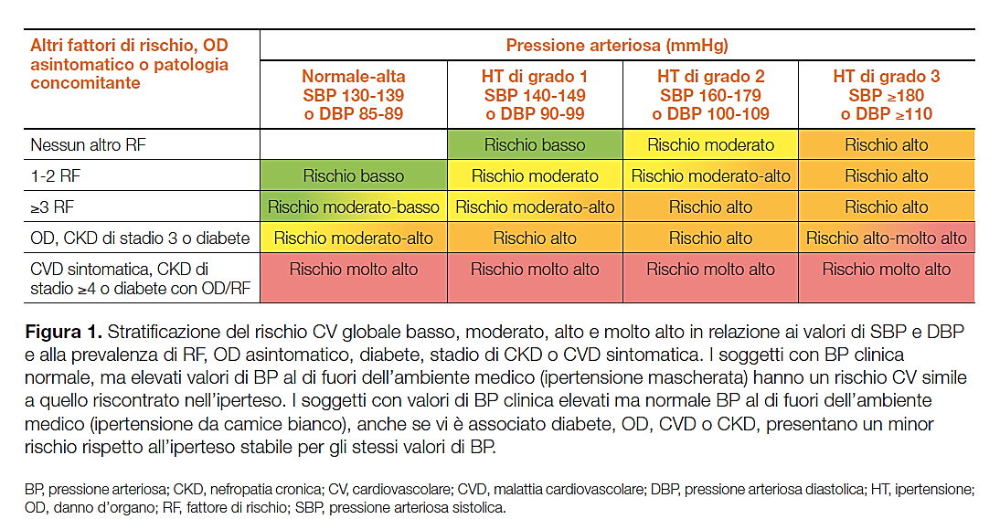 Altri fattori di rischio, OD asintomatico o patologia concomitante
Pressione arteriosa (mmHg)
Normale-alta
SBP 130-139
o DBP 85-89
HT di grado 1
SBP 140-149
o DBP 90-99
HT di grado 2
SBP 160-179
o DBP 100-109
HT di grado 3
SBP ≥180
o DBP ≥110
Nessun altro RF
Rischio basso
Rischio moderato
Rischio alto
1-2 RF
Rischio basso
Rischio moderato
Rischio moderato-alto
Rischio alto
≥3 RF
Rischio moderato-basso
Rischio moderato-alto
Rischio alto
Rischio alto
OD, CKD di stadio 3 o diabete
Rischio moderato-alto
Rischio alto
Rischio alto
Rischio alto-molto alto
CVD sintomatica, CKD di
stadio ≥4 o diabete con OD/RF
Rischio molto alto
Rischio molto alto
Rischio molto alto
Rischio molto alto
Figura 1. Stratificazione del rischio CV globale basso, moderato, alto e molto alto in relazione ai valori di SBP e DBP
e alla prevalenza di RF, OD asintomatico, diabete, stadio di CKD o CVD sintomatica. I soggetti con BP clinica
normale, ma elevati valori di BP al di fuori dell'ambiente medico (ipertensione mascherata) hanno un rischio CV simile
a quello riscontrato nell'iperteso. I soggetti con valori di BP clinica elevati ma normale BP al di fuori dell'ambiente
medico (ipertensione da camice bianco), anche se vi è associato diabete, OD, CVD o CKD, presentano un minor
rischio rispetto all'iperteso stabile per gli stessi valori di BP.
BP, pressione arteriosa; CKD, nefropatia cronica; CV, cardiovascolare; CVD, malattia cardiovascolare; DBP, pressione arteriosa diastolica; HT, ipertensione;
OD, danno d'organo; RF, fattore di rischio; SBP, pressione arteriosa sistolica.